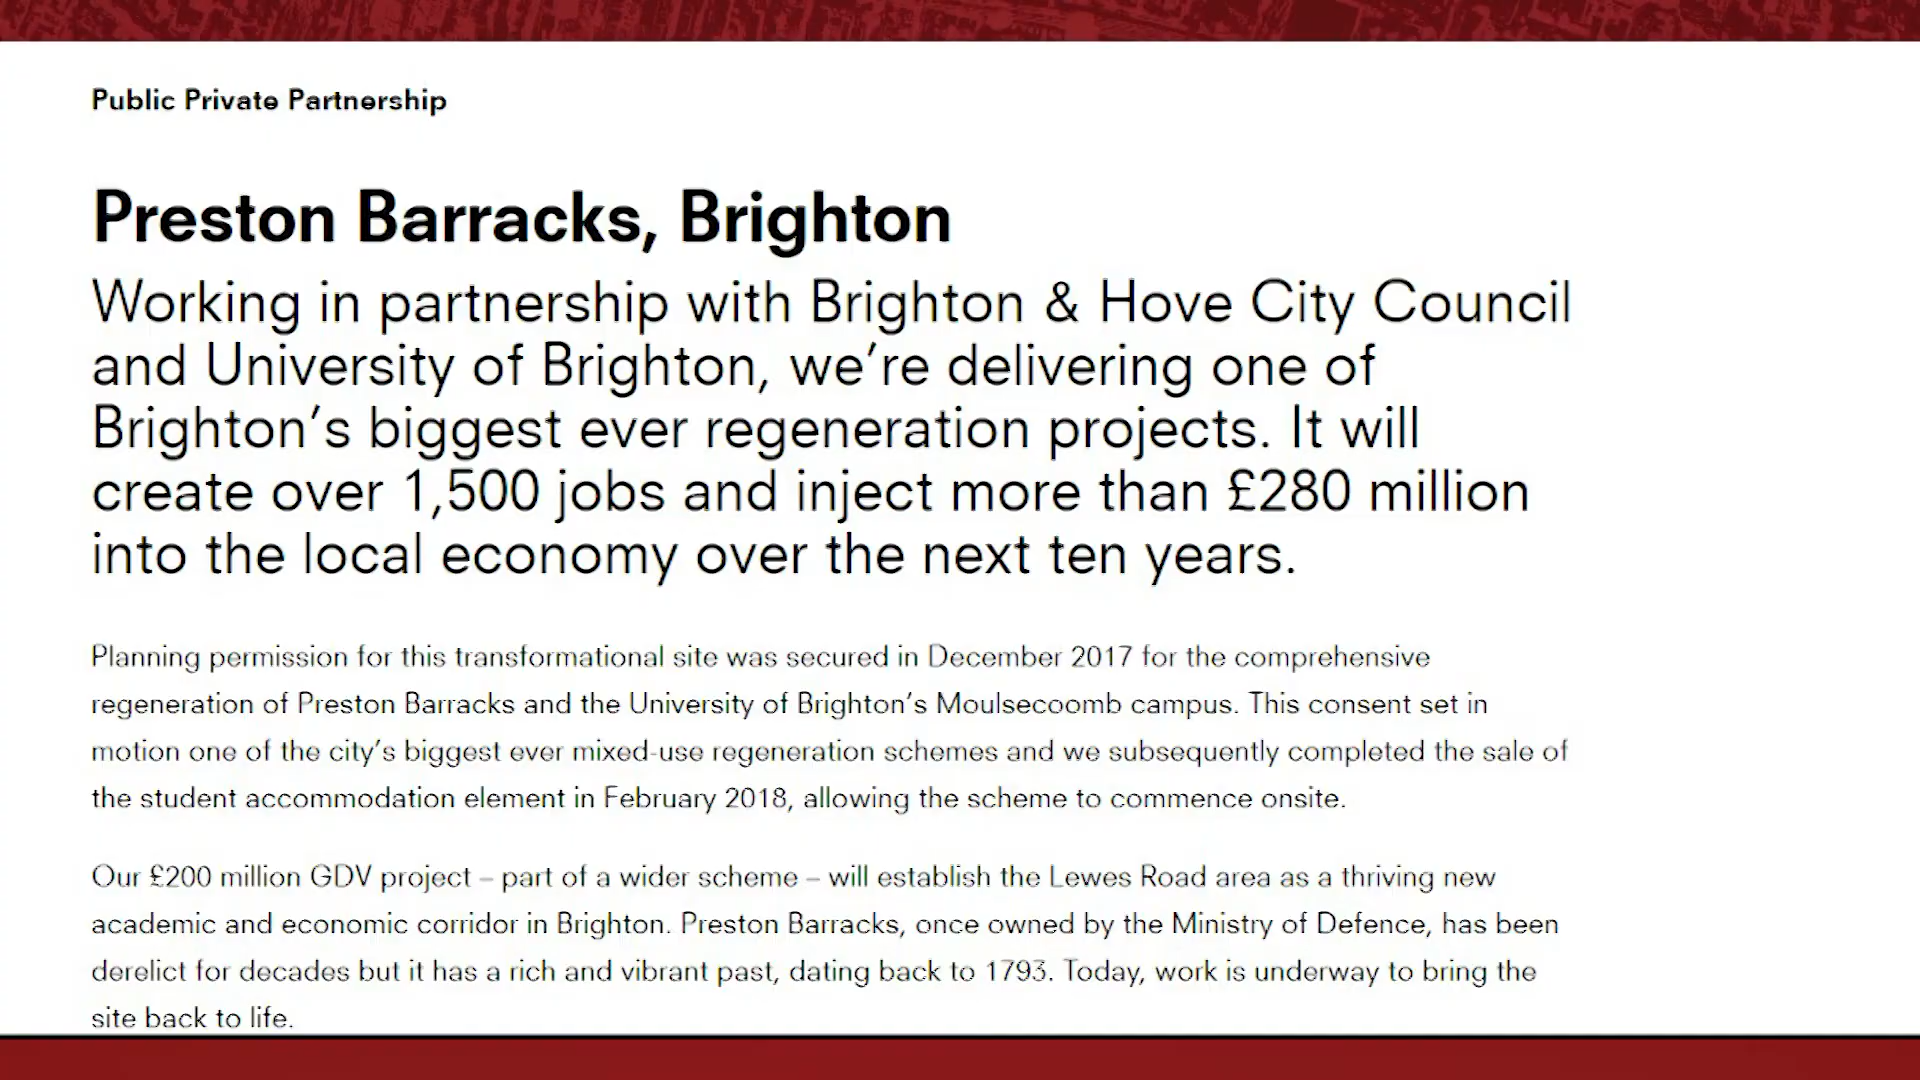 Public Private Partnership
Preston Barracks, Brighton
Working in partnership with Brighton & Hove City Council
and University of Brighton, we’re delivering one of
Brighton’s biggest ever regeneration projects. It will
create over 1,500 jobs and inject more than £280 million
into the local economy over the next ten years.
Planning permission for this transformational site was secured in December 2017 for the comprehensive
regeneration of Preston Barracks and the University of Brighton’s Moulsecoomb campus. This consent set in
motion one of the city’s biggest ever mixed-use regeneration schemes and we subsequently completed the sale of
the student accommodation element in February 2018, allowing the scheme to commence onsite.
Our £200 million GDV project – part of a wider scheme – will establish the Lewes Road area as a thriving new
academic and economic corridor in Brighton. Preston Barracks, once owned by the Ministry of Defence, has been
derelict for decades but it has a rich and vibrant past, dating back to 1793. Today, work is underway to bring the
site back to life.